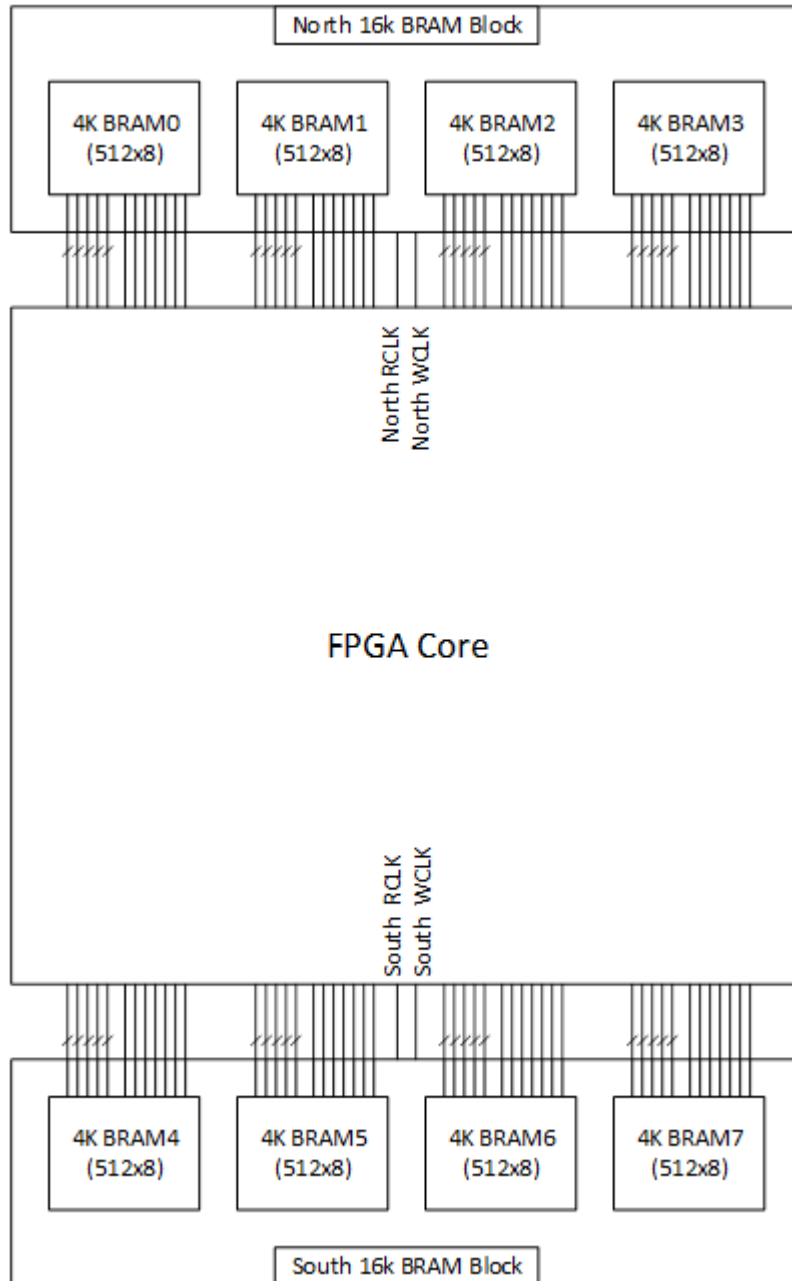 North 16k BRAM Block
4K BRAM0
(512x8)
4K BRAM1
(512x8)
4K BRAM2
(512x8)
4K BRAM3
(512x8)
North RCLK
North WCLK
FPGA Core
South RCLK
South WCLK
4K BRAM4
(512x8)
4K BRAM5
(512x8)
4K BRAM6
(512x8)
4K BRAM7
(512x8)
South 16k BRAM Block